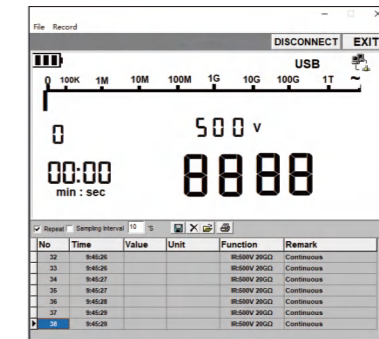 File Record
DISCONNECT EXIT
USB
0 100K 1M 10M 100M 1G 10G 100G 1T ~
0 500 V
00:00 8888
min : sec
Repeat Sampling Interval 10 'S
No Time Value Unit Function Remark
32 9:45:26 IR:500V 20GΩ Continuous
33 9:45:26 IR:500V 20GΩ Continuous
34 9:45:27 IR:500V 20GΩ Continuous
35 9:45:27 IR:500V 20GΩ Continuous
36 9:45:28 IR:500V 20GΩ Continuous
37 9:45:29 IR:500V 20GΩ Continuous
38 9:45:29 IR:500V 20GΩ Continuous